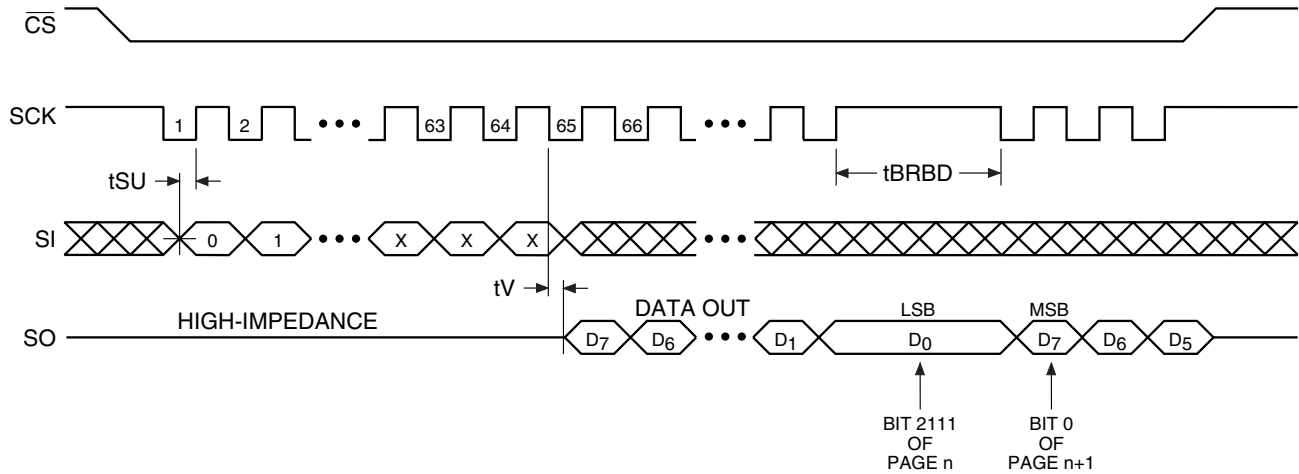 CS
SCK
1 2 ••• 63 64 65 66 •••
tSU
tBRBD
SI
0 1 ••• X X X •••
tV
HIGH-IMPEDANCE
DATA OUT
LSB
MSB
SO
D7 D6 ••• D1 D0 D7 D6 D5
BIT 2111
OF
PAGE n
BIT 0
OF
PAGE n+1